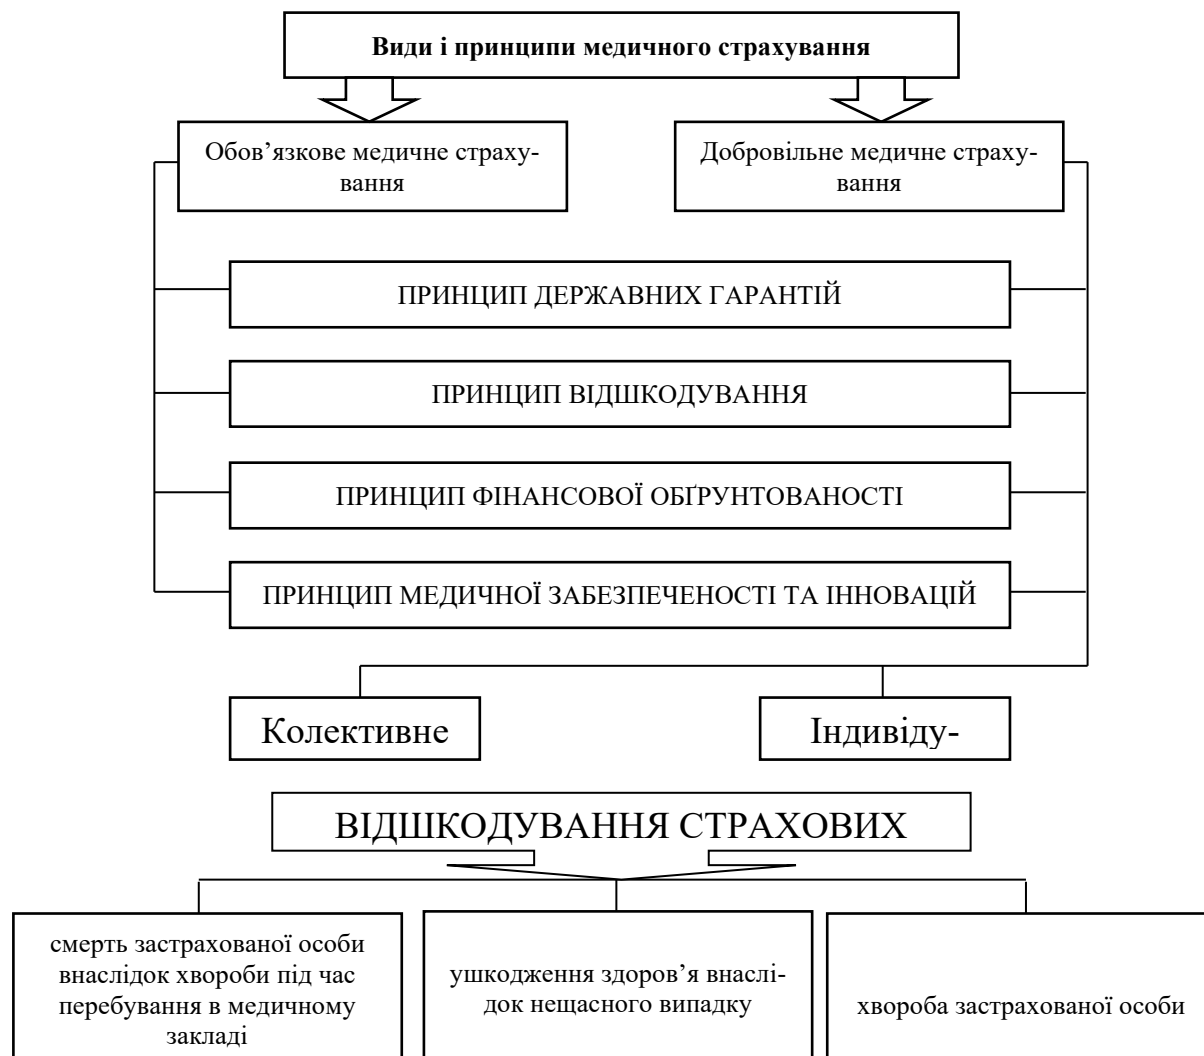 Види і принципи медичного страхування
Обов’язкове медичне страху-
вання
Добровільне медичне страху-
вання
ПРИНЦИП ДЕРЖАВНИХ ГАРАНТІЙ
ПРИНЦИП ВІДШКОДУВАННЯ
ПРИНЦИП ФІНАНСОВОЇ ОБҐРУНТОВАНОСТІ
ПРИНЦИП МЕДИЧНОЇ ЗАБЕЗПЕЧЕНОСТІ ТА ІННОВАЦІЙ
Колективне
Індивіду-
ВІДШКОДУВАННЯ СТРАХОВИХ
смерть застрахованої особи
внаслідок хвороби під час
перебування в медичному
закладі
ушкодження здоров’я внаслі-
док нещасного випадку
хвороба застрахованої особи